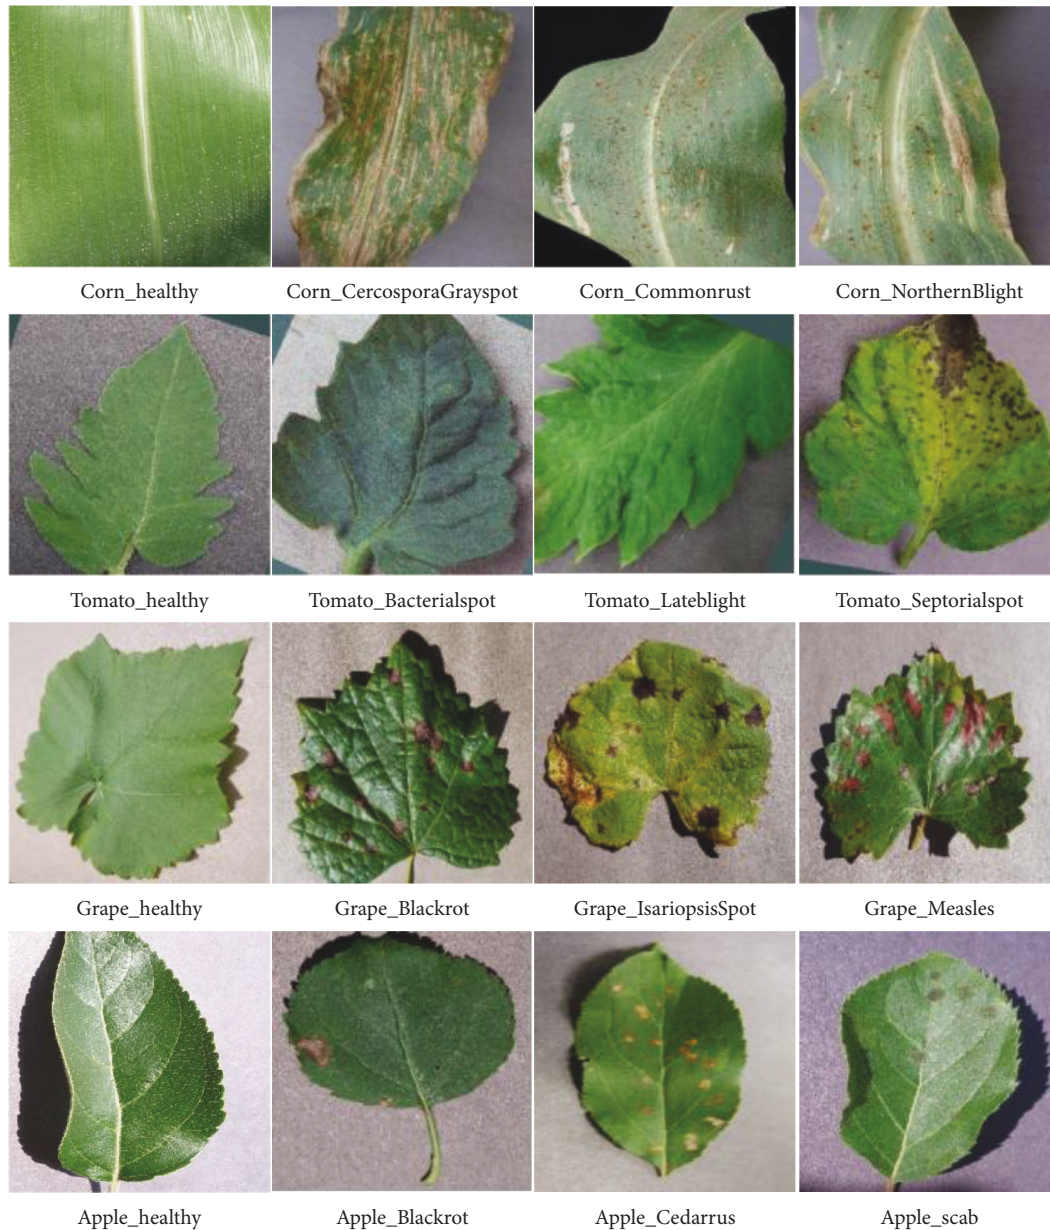 Corn_healthy
Corn_CercosporaGrayspot
Corn_Commonrust
Corn_NorthernBlight
Tomato_healthy
Tomato_Bacterialspot
Tomato_Lateblight
Tomato_Septorialspot
Grape_healthy
Grape_Blackrot
Grape_IsariopsisSpot
Grape_Measles
Apple_healthy
Apple_Blackrot
Apple_Cedarrus
Apple_scab